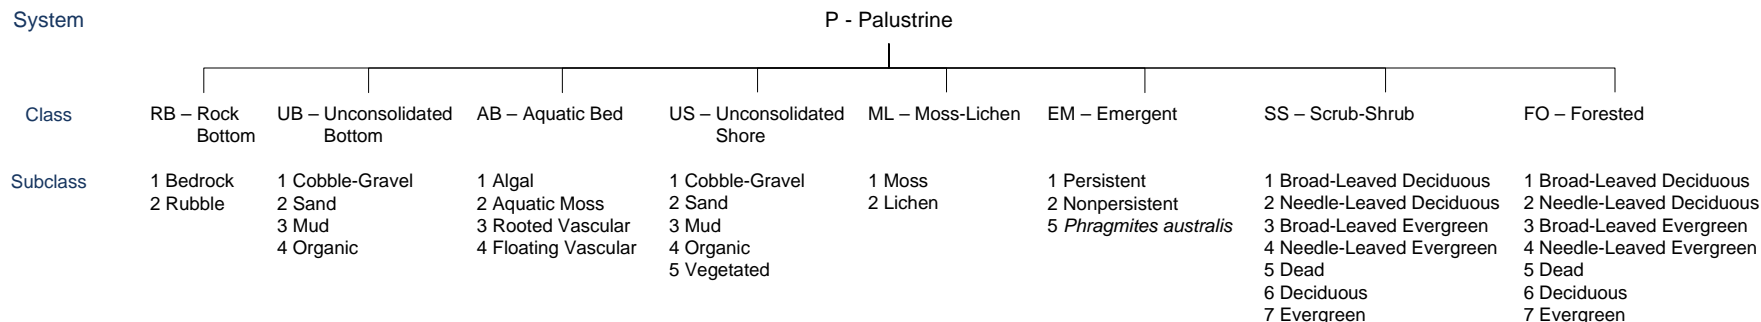 System
P - Palustrine
Class
RB – Rock
Bottom
UB – Unconsolidated
Bottom
AB – Aquatic Bed
US – Unconsolidated
Shore
ML – Moss-Lichen
EM – Emergent
SS – Scrub-Shrub
FO – Forested
Subclass
1 Bedrock
2 Rubble
1 Cobble-Gravel
2 Sand
3 Mud
4 Organic
1 Algal
2 Aquatic Moss
3 Rooted Vascular
4 Floating Vascular
1 Cobble-Gravel
2 Sand
3 Mud
4 Organic
5 Vegetated
1 Moss
2 Lichen
1 Persistent
2 Nonpersistent
5 Phragmites australis
1 Broad-Leaved Deciduous
2 Needle-Leaved Deciduous
3 Broad-Leaved Evergreen
4 Needle-Leaved Evergreen
5 Dead
6 Deciduous
7 Evergreen
1 Broad-Leaved Deciduous
2 Needle-Leaved Deciduous
3 Broad-Leaved Evergreen
4 Needle-Leaved Evergreen
5 Dead
6 Deciduous
7 Evergreen